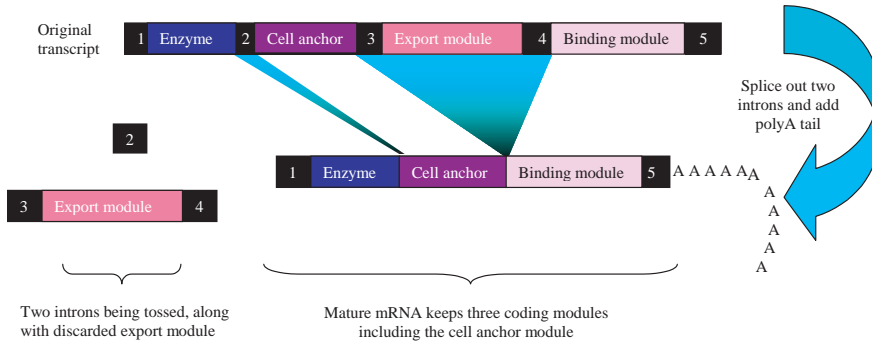 Original
transcript
1 Enzyme 2 Cell anchor 3 Export module 4 Binding module 5
Splice out two
introns and add
polyA tail
2
1 Enzyme Cell anchor Binding module 5 A A A A A A
A
A
A
A
A
3 Export module 4
Two introns being tossed, along
with discarded export module
Mature mRNA keeps three coding modules
including the cell anchor module